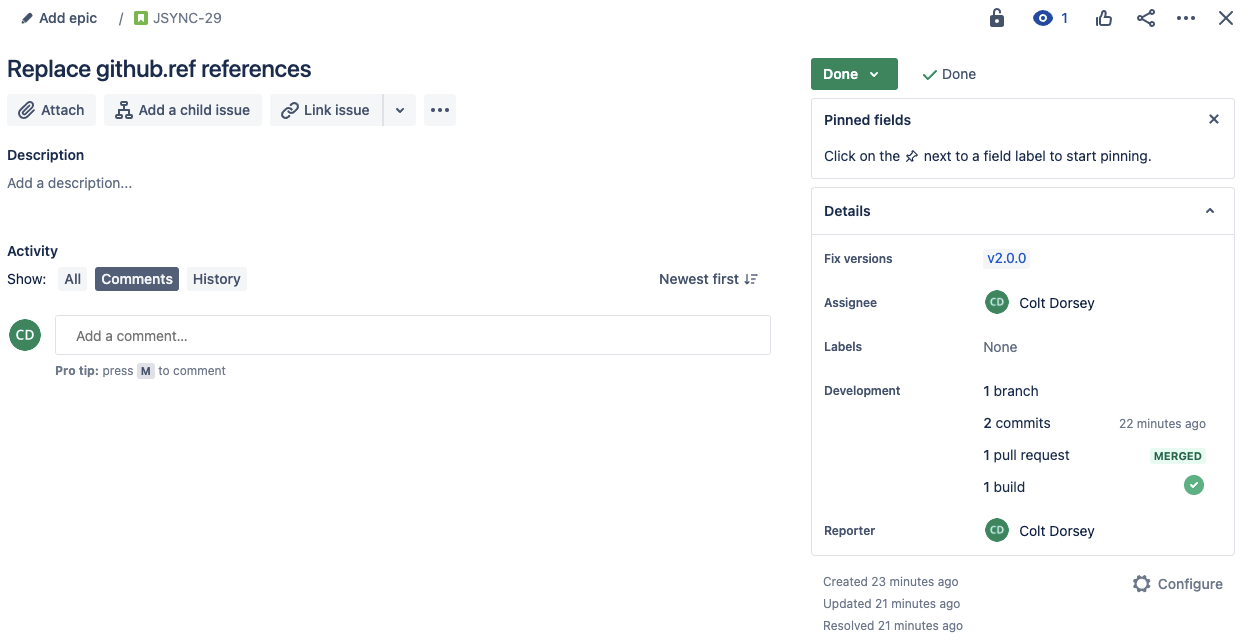 Add epic / JSYNC-29
1
Replace github.ref references
Attach Add a child issue Link issue
Description
Add a description...
Activity
Show: All Comments History Newest first
CD Add a comment...
Pro tip: press M to comment
Done Done
Pinned fields
Click on the next to a field label to start pinning.
Details
Fix versions v2.0.0
Assignee CD Colt Dorsey
Labels None
Development 1 branch
2 commits 22 minutes ago
1 pull request MERGED
1 build
Reporter CD Colt Dorsey
Created 23 minutes ago Configure
Updated 21 minutes ago
Resolved 21 minutes ago